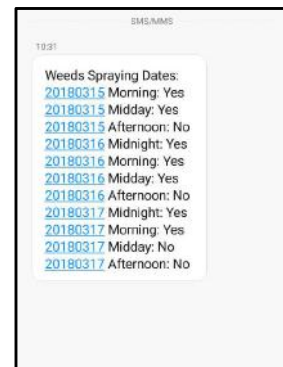 SMS/MMS
10:31
Weeds Spraying Dates:
20180315 Morning: Yes
20180315 Midday: Yes
20180315 Afternoon: No
20180316 Midnight: Yes
20180316 Morning: Yes
20180316 Midday: Yes
20180316 Afternoon: No
20180317 Midnight: Yes
20180317 Morning: Yes
20180317 Midday: No
20180317 Afternoon: No